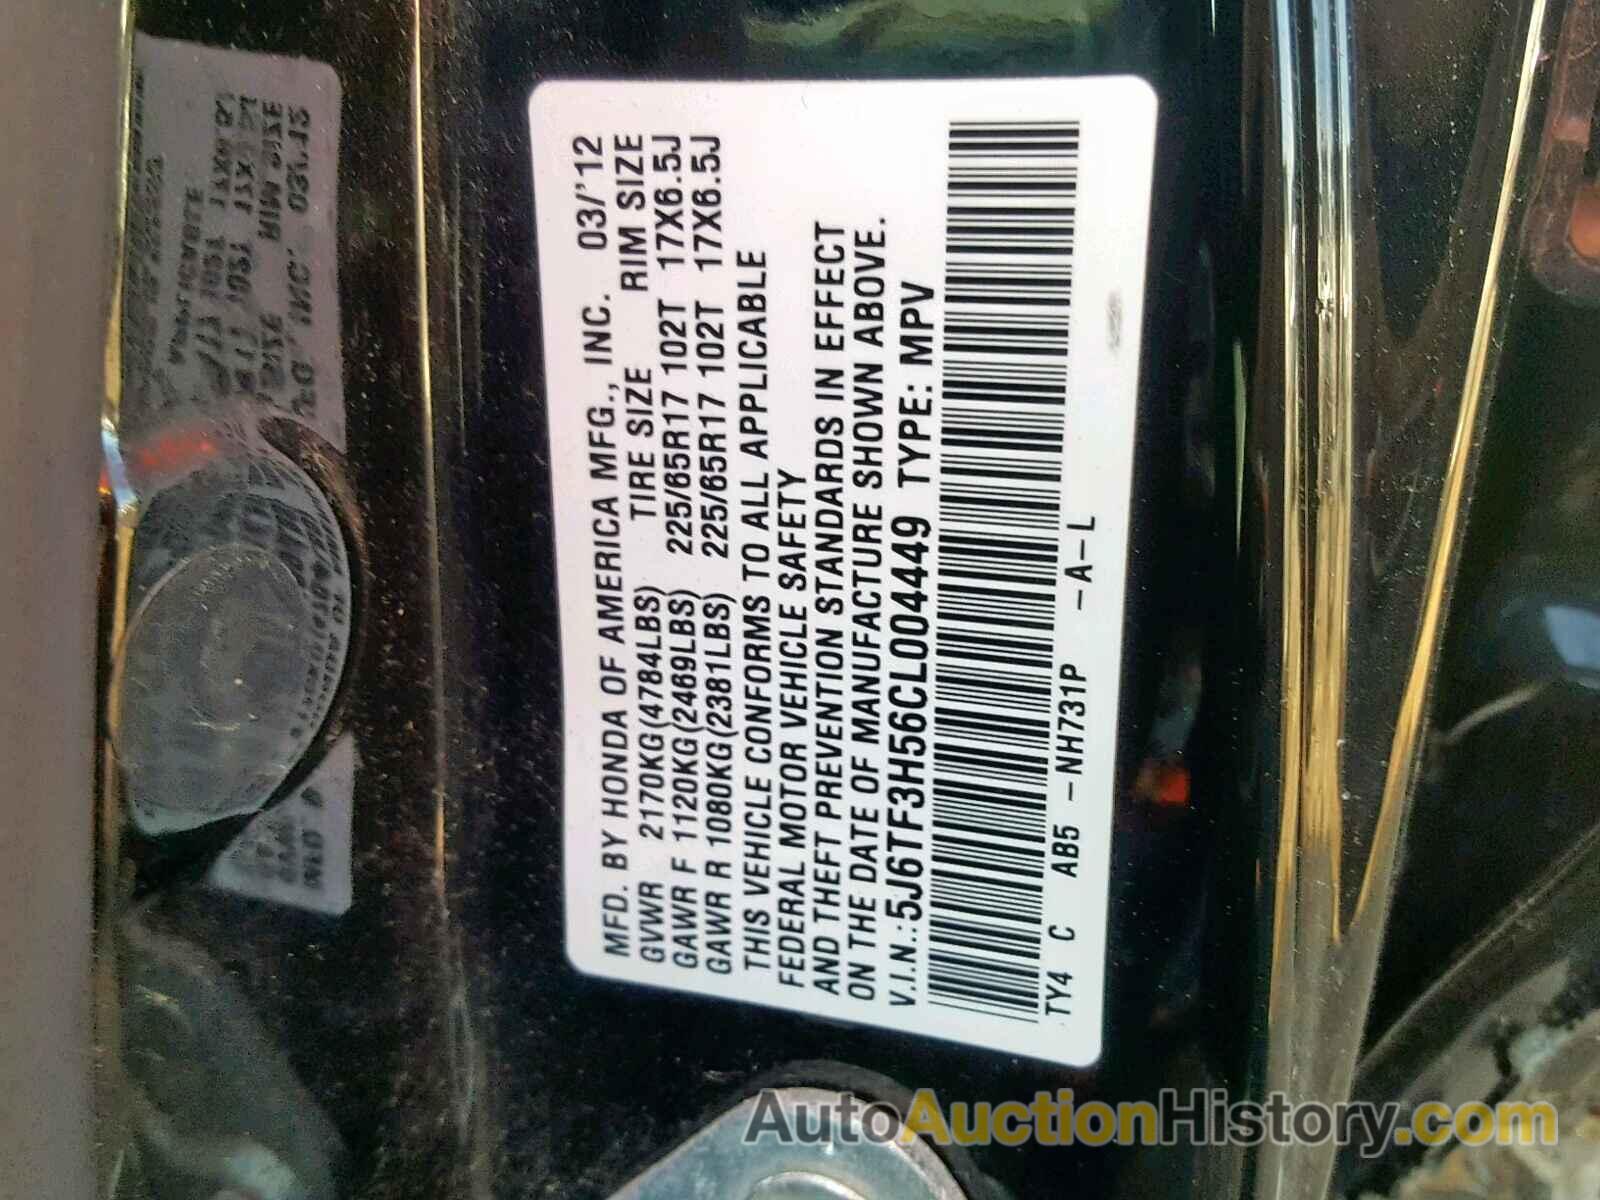 MFD. BY HONDA OF AMERICA MFG., INC. 03/'12
GVWR 2170KG(4784LBS) TIRE SIZE RIM SIZE
GAWR F 1120KG(2469LBS) 225/65R17 102T 17X6.5J
GAWR R 1080KG(2381LBS) 225/65R17 102T 17X6.5J
THIS VEHICLE CONFORMS TO ALL APPLICABLE
FEDERAL MOTOR VEHICLE SAFETY
AND THEFT PREVENTION STANDARDS IN EFFECT
ON THE DATE OF MANUFACTURE SHOWN ABOVE.
V.I.N.:5J6TF3H56CL004449 TYPE: MPV
TY4 C AB5 -NH731P -A-L
AutoAuctionHistory.com